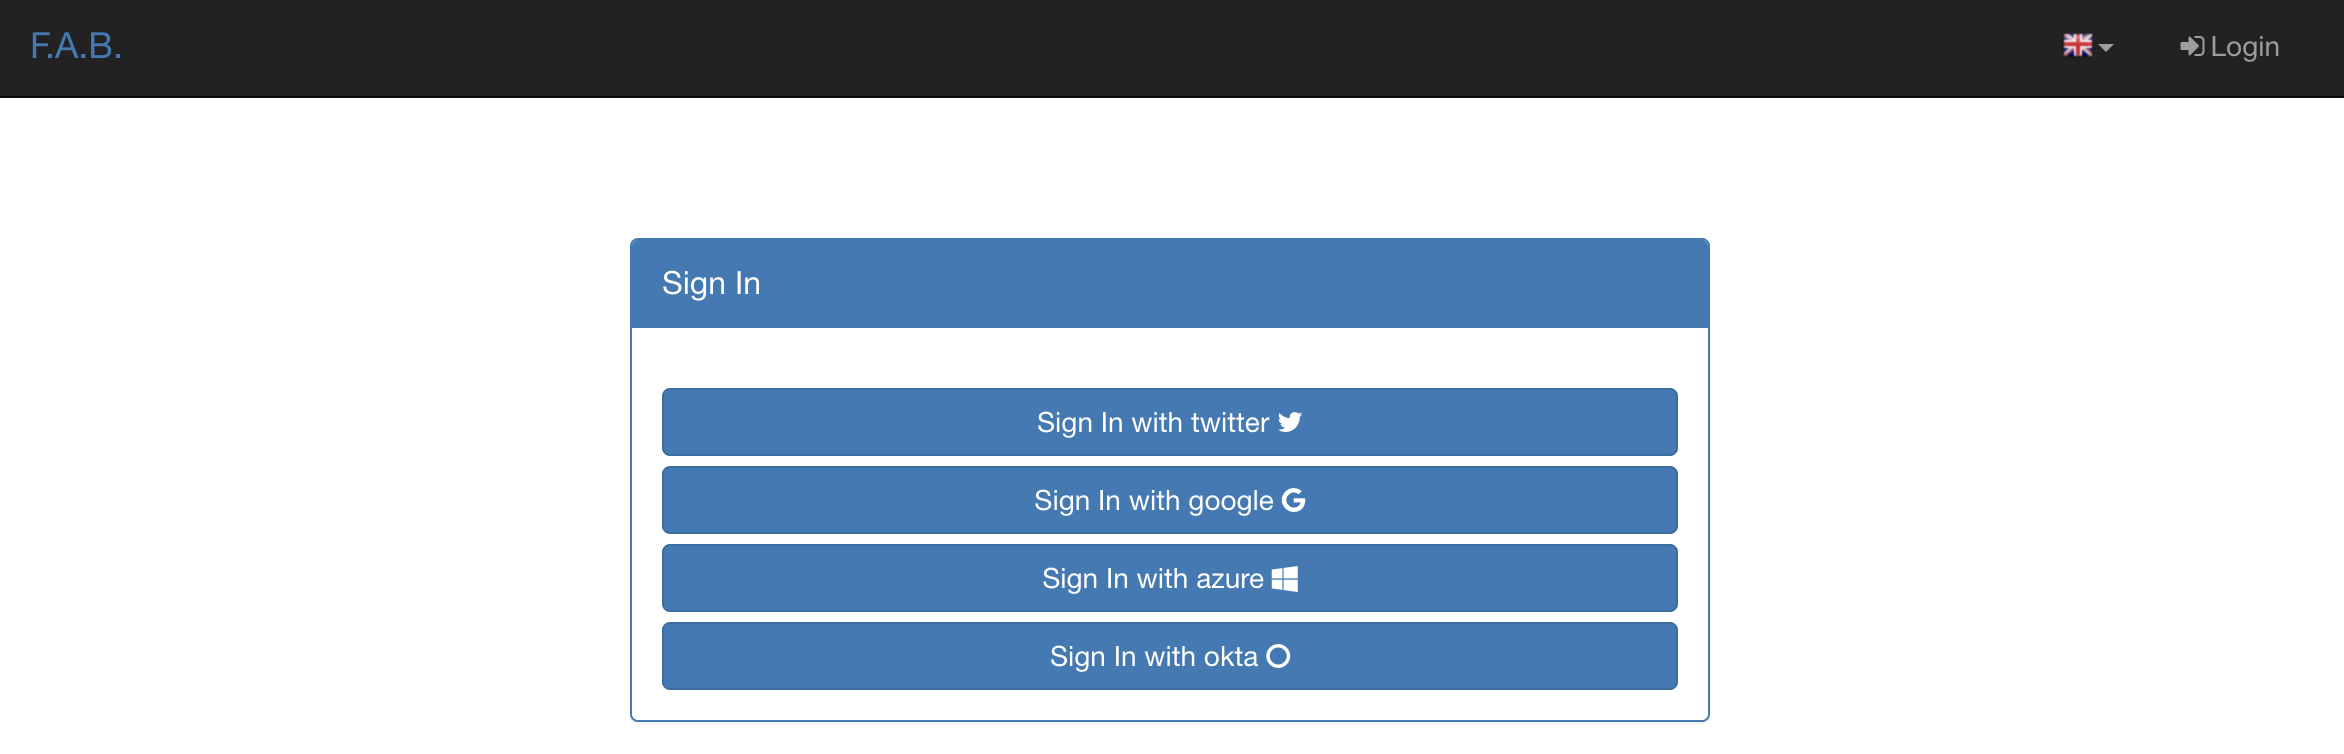 F.A.B.
Login
Sign In
Sign In with twitter
Sign In with google
Sign In with azure
Sign In with okta